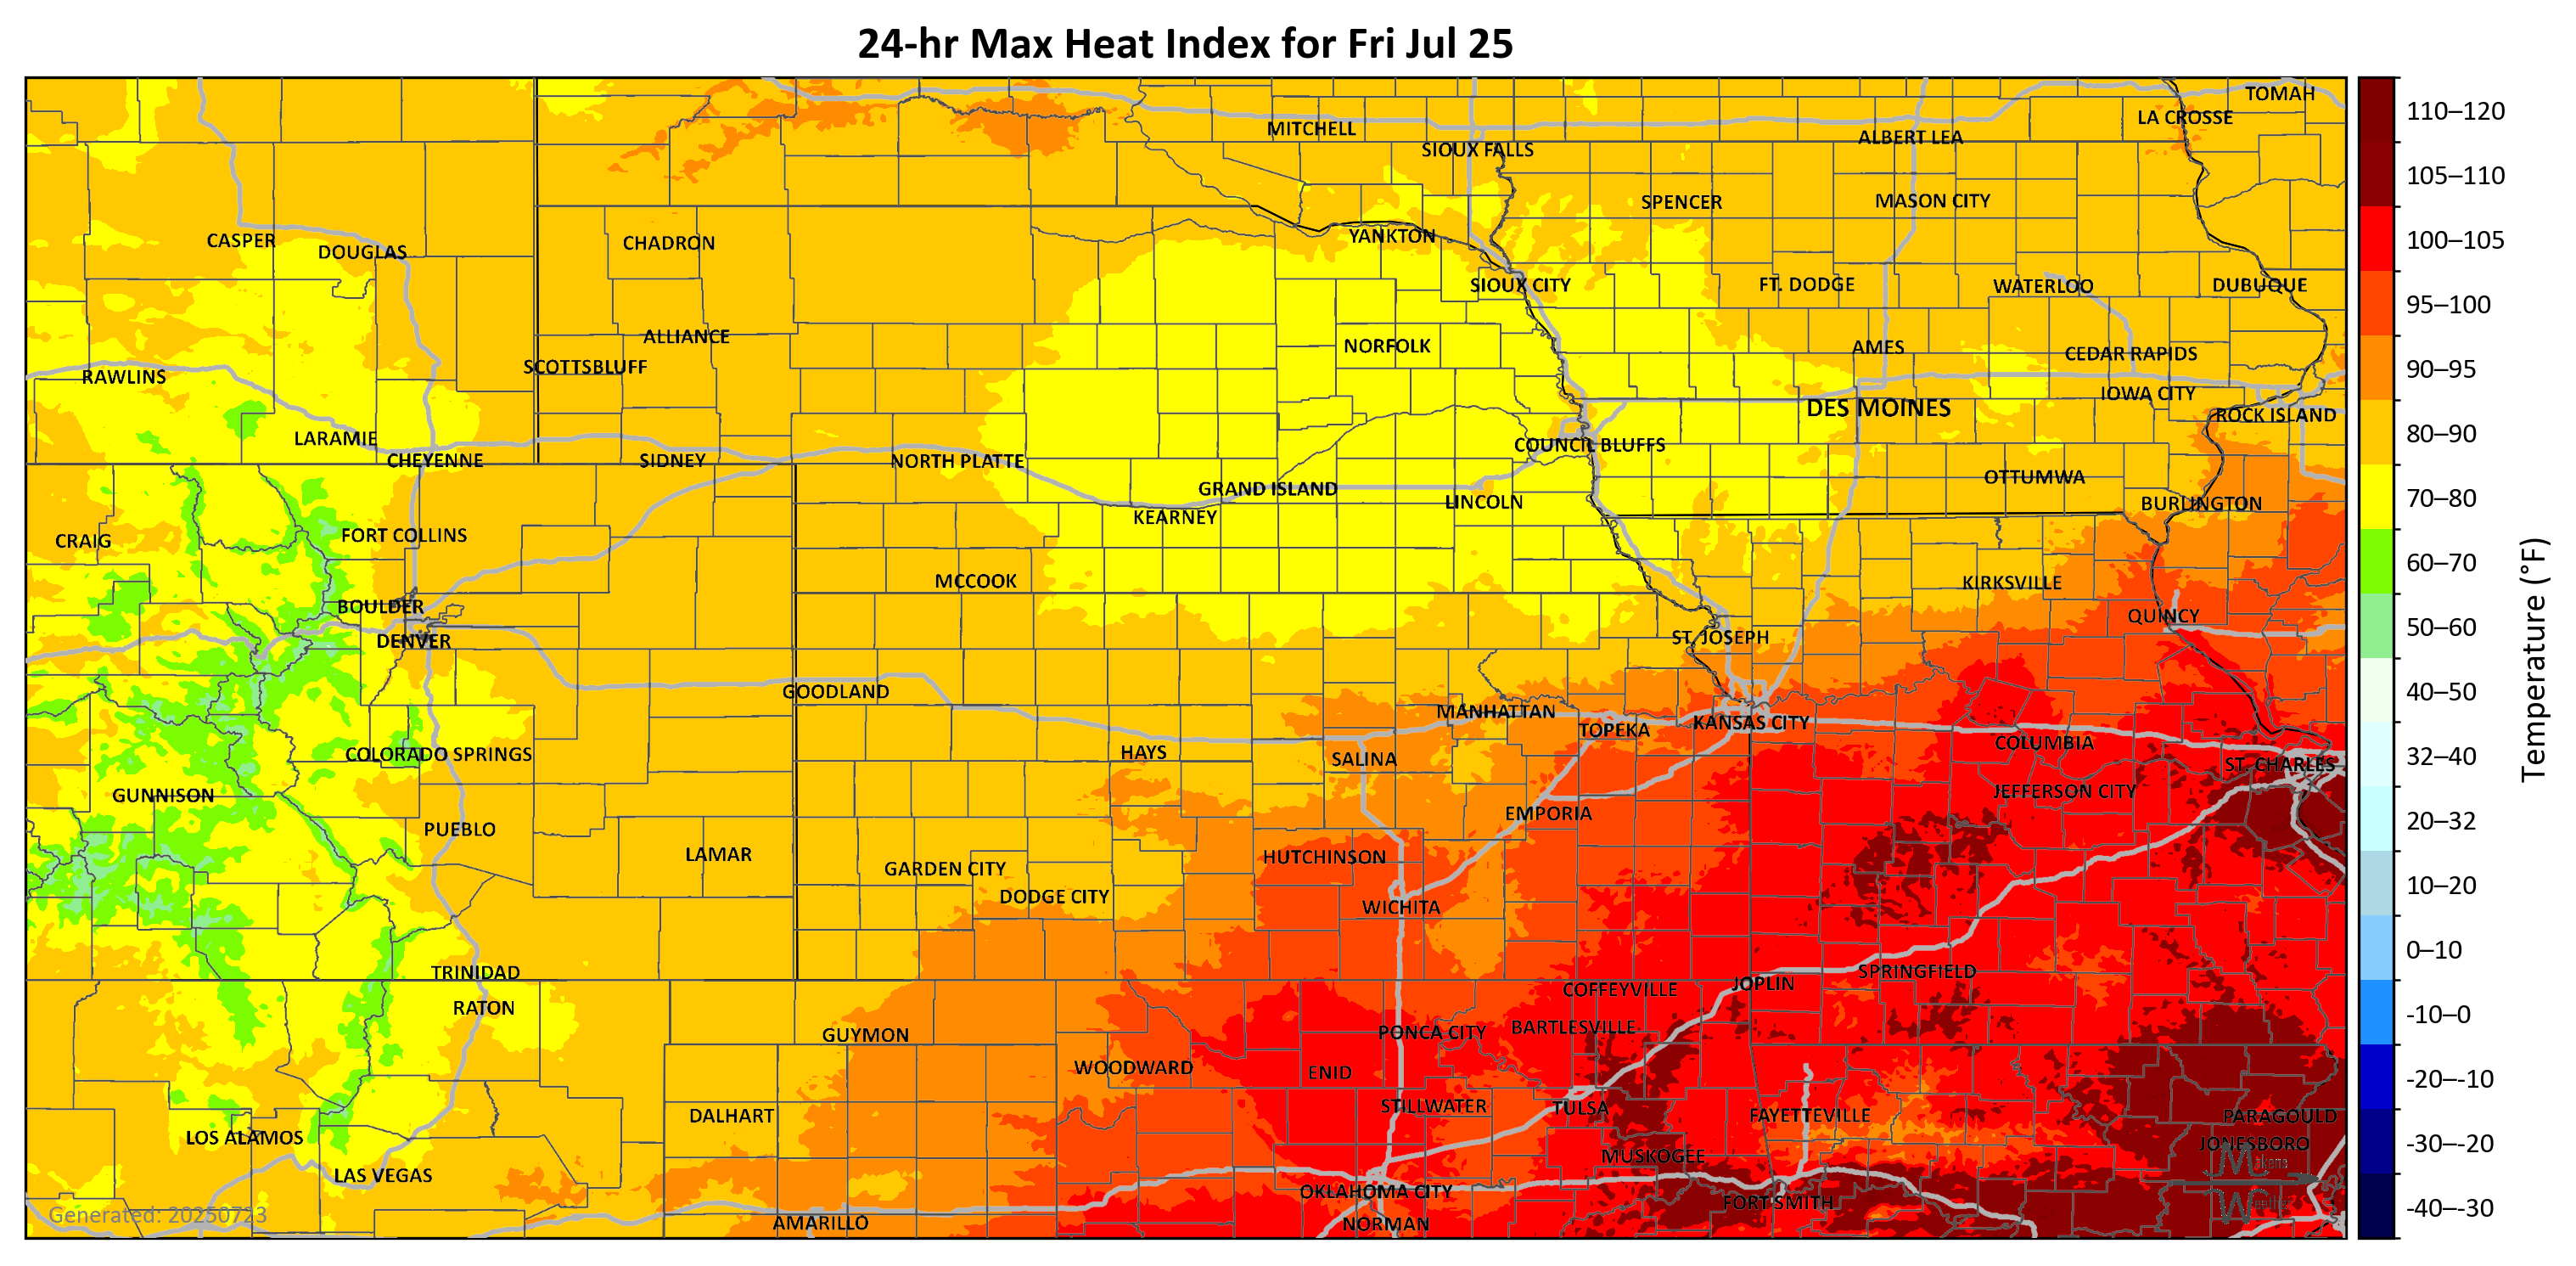 24-hr Max Heat Index for Fri Jul 25
TOMAH
LA CROSSE
MITCHELL
ALBERT LEA
SIOUX FALLS
SPENCER
MASON CITY
CASPER
DOUGLAS
CHADRON
YANKTON
SIOUX CITY
FT. DODGE
WATERLOO
DUBUQUE
ALLIANCE
NORFOLK
AMES
CEDAR RAPIDS
SCOTTSBLUFF
RAWLINS
IOWA CITY
DES MOINES
ROCK ISLAND
LARAMIE
COUNCIL BLUFFS
CHEYENNE
SIDNEY
NORTH PLATTE
OTTUMWA
GRAND ISLAND
LINCOLN
BURLINGTON
KEARNEY
FORT COLLINS
CRAIG
MCCOOK
KIRKSVILLE
BOULDER
QUINCY
DENVER
ST. JOSEPH
GOODLAND
MANHATTAN
KANSAS CITY
TOPEKA
COLUMBIA
COLORADO SPRINGS
HAYS
SALINA
ST. CHARLES
GUNNISON
JEFFERSON CITY
EMPORIA
PUEBLO
LAMAR
HUTCHINSON
GARDEN CITY
DODGE CITY
WICHITA
TRINIDAD
SPRINGFIELD
JOPLIN
COFFEYVILLE
RATON
BARTLESVILLE
PONCA CITY
GUYMON
WOODWARD
ENID
STILLWATER
TULSA
DALHART
FAYETTEVILLE
PARAGOULD
LOS ALAMOS
JONESBORO
MUSKOGEE
LAS VEGAS
OKLAHOMA CITY
FORT SMITH
AMARILLO
NORMAN
Generated: 20250723
110–120
105–110
100–105
95–100
90–95
80–90
70–80
60–70
50–60
40–50
32–40
20–32
10–20
0–10
-10–0
-20–-10
-30–-20
-40–-30
Temperature (°F)